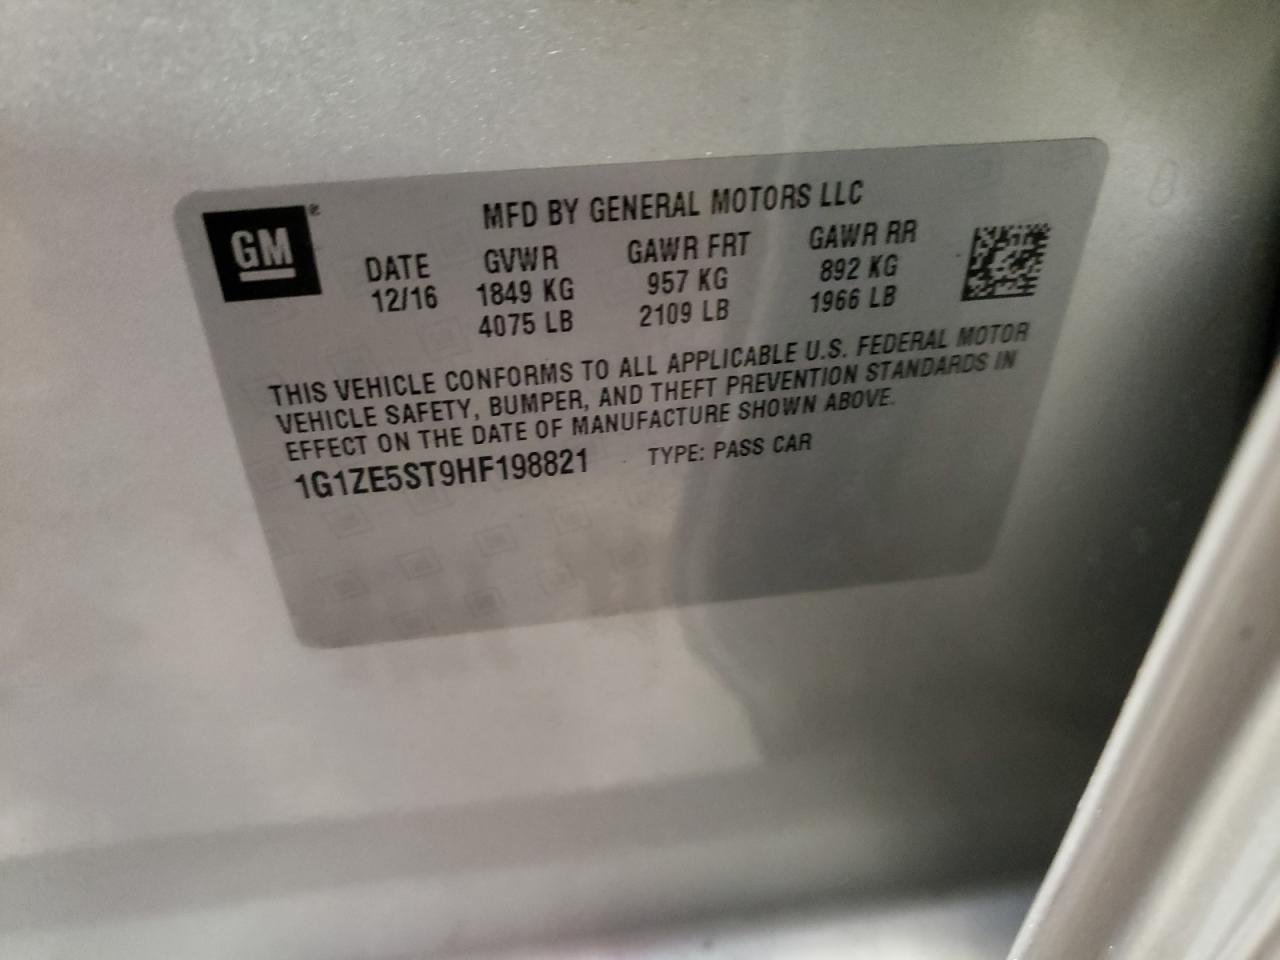 GM®
MFD BY GENERAL MOTORS LLC
DATE GVWR GAWR FRT GAWR RR
12/16 1849 KG 957 KG 892 KG
4075 LB 2109 LB 1966 LB
THIS VEHICLE CONFORMS TO ALL APPLICABLE U.S. FEDERAL MOTOR
VEHICLE SAFETY, BUMPER, AND THEFT PREVENTION STANDARDS IN
EFFECT ON THE DATE OF MANUFACTURE SHOWN ABOVE.
1G1ZE5ST9HF198821 TYPE: PASS CAR